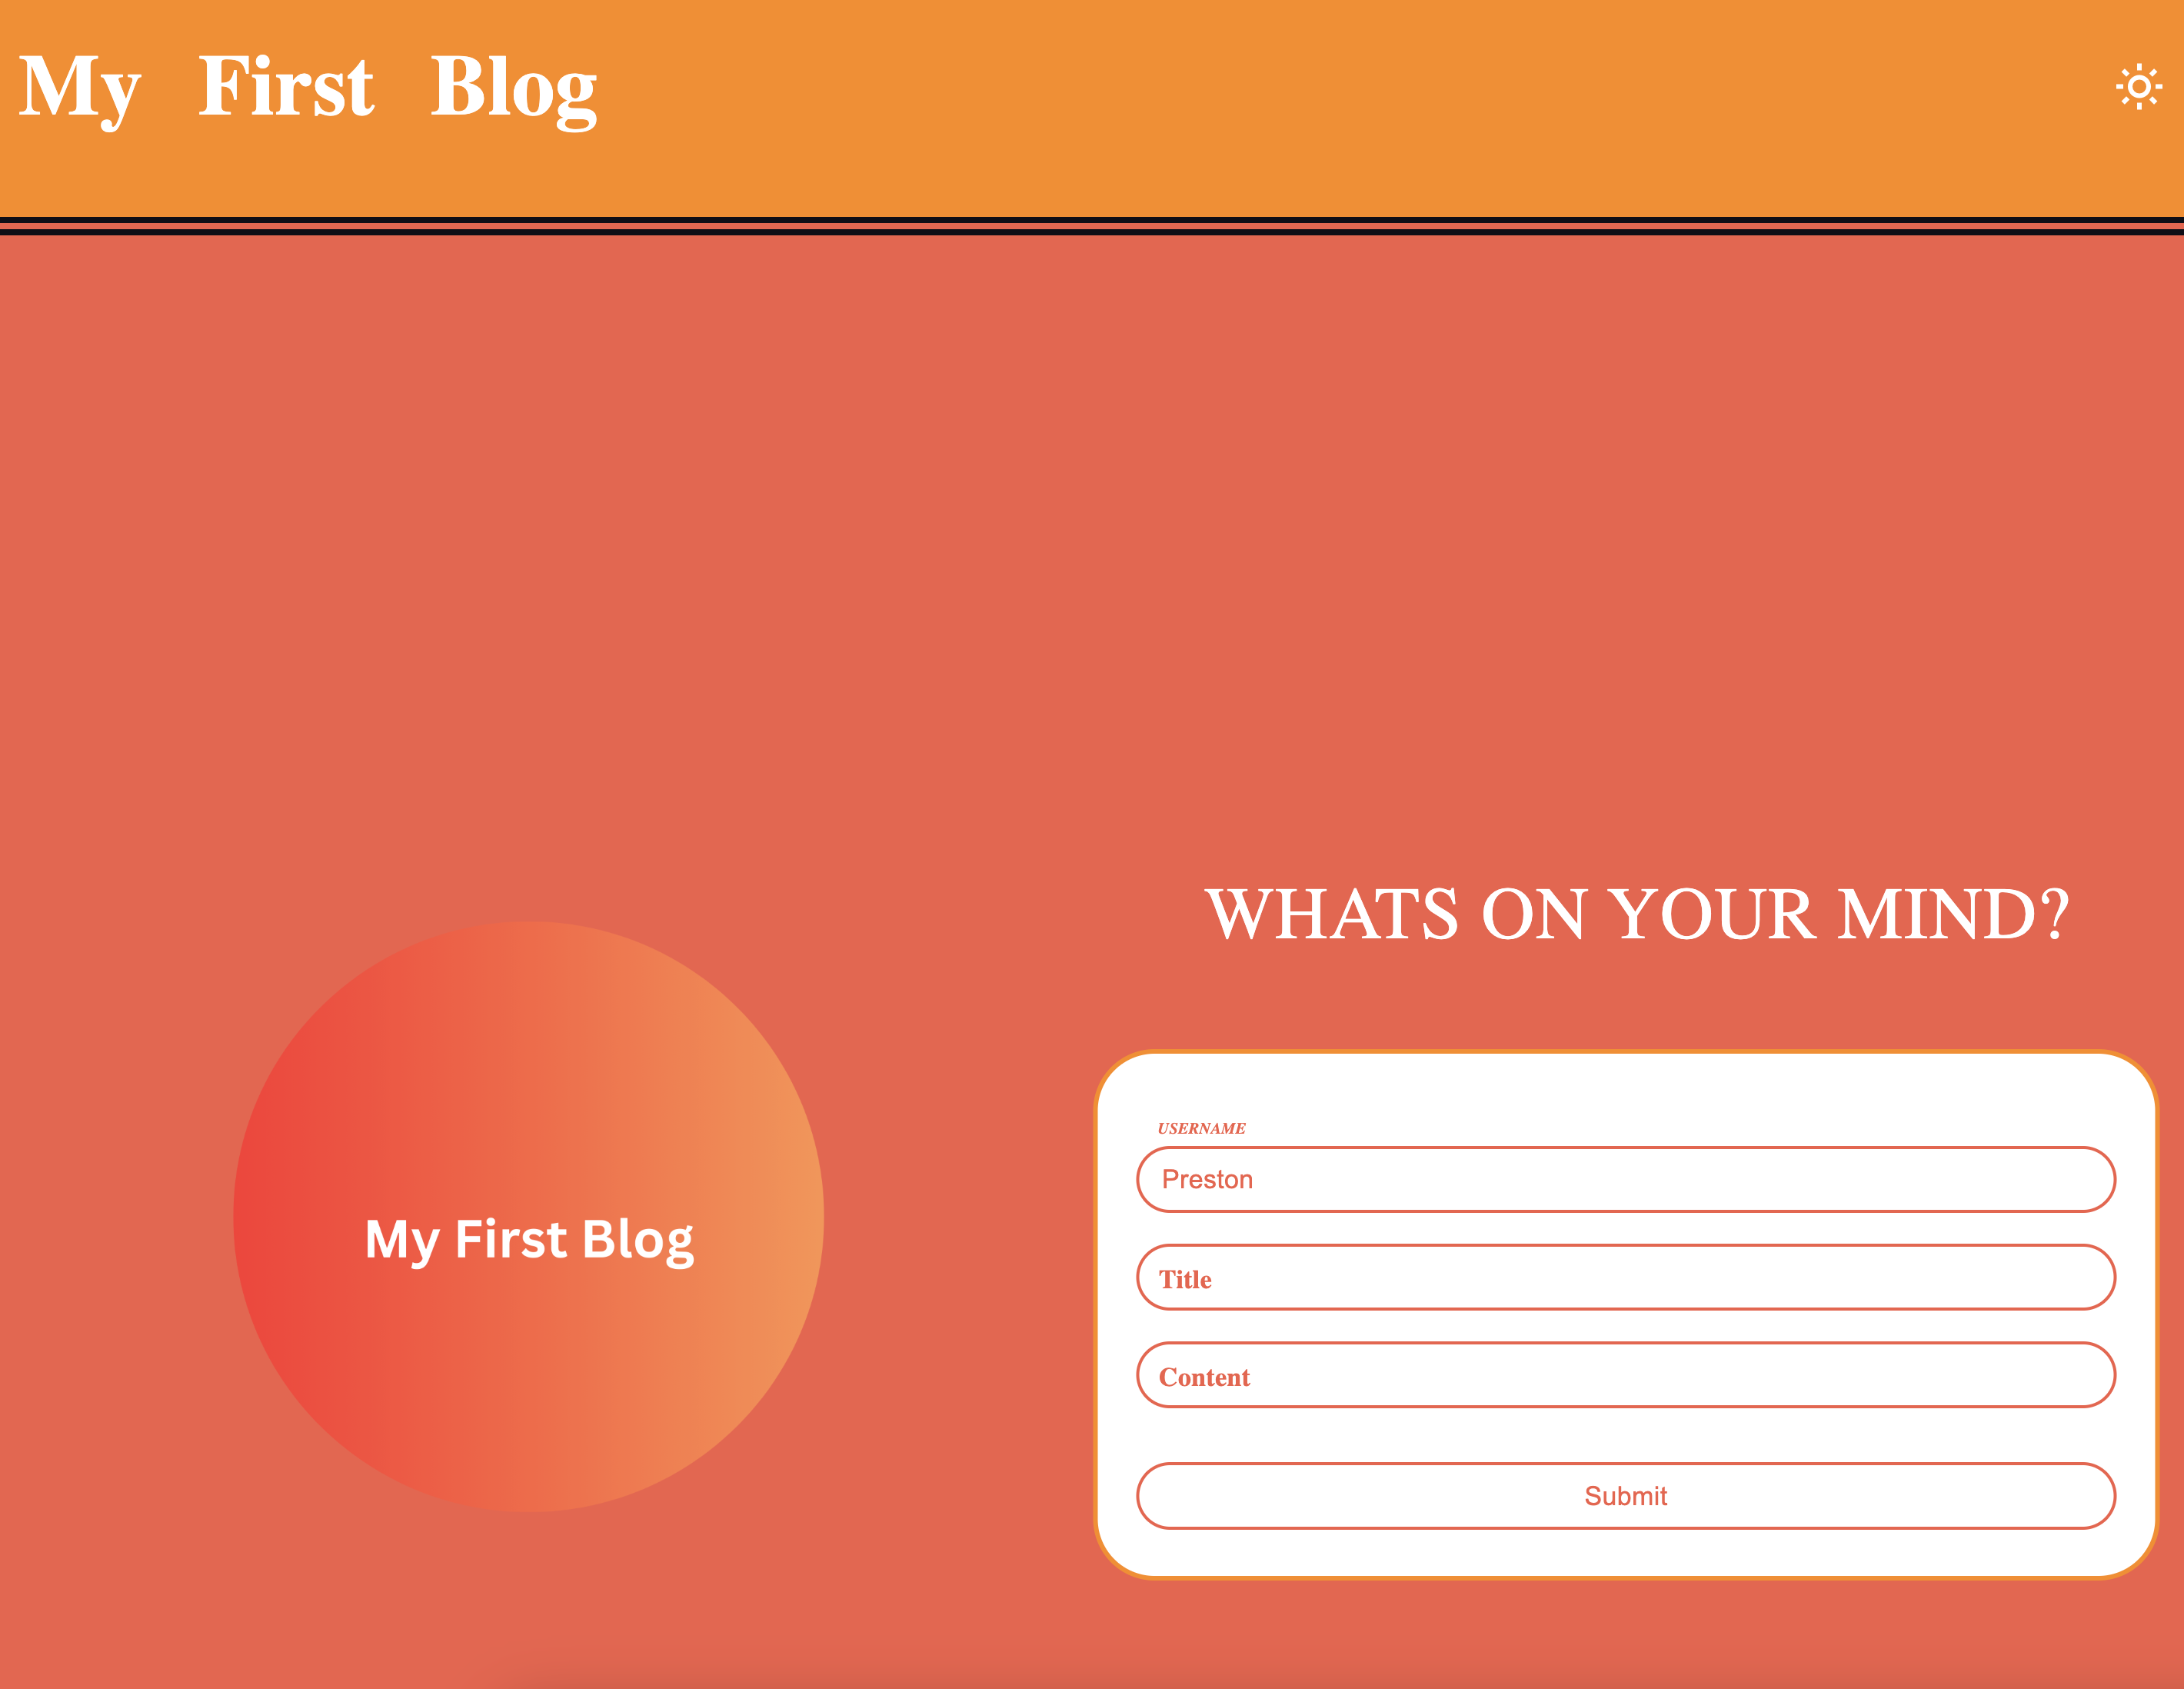 My First Blog
WHATS ON YOUR MIND?
My First Blog
USERNAME
Preston
Title
Content
Submit